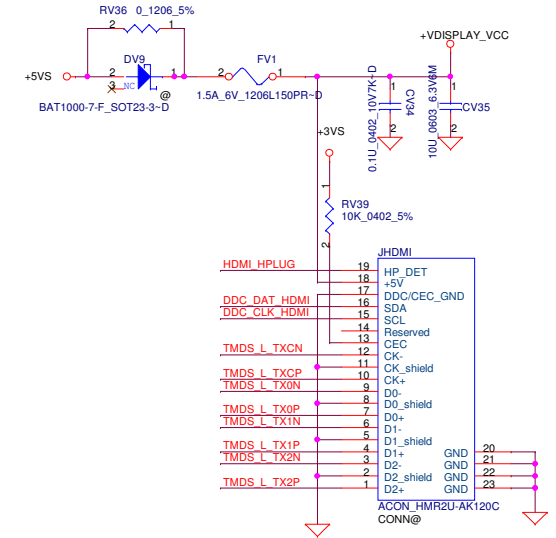 RV36 0_1206_5%
2 1
+VDISPLAY_VCC
DV9
FV1
+5VS 2 1 2 1
3 NC
@
BAT1000-7-F_SOT23-3~D
1.5A_6V_1206L150PR~D
1 2
0.1U_0402_10V7K~D
CV34
1 2
10U_0603_6.3V6M
CV35
+3VS
1
RV39
10K_0402_5%
2
JHDMI
HDMI_HPLUG 19 HP_DET
18 +5V
17 DDC/CEC_GND
DDC_DAT_HDMI 16 SDA
DDC_CLK_HDMI 15 SCL
14 Reserved
13 CEC
TMDS_L_TXCN 12 CK-
11 CK_shield
TMDS_L_TXCP 10 CK+
TMDS_L_TX0N 9 D0-
8 D0_shield
TMDS_L_TX0P 7 D0+
TMDS_L_TX1N 6 D1-
5 D1_shield
TMDS_L_TX1P 4 D1+ GND 20
TMDS_L_TX2N 3 D2- GND 21
2 D2_shield GND 22
TMDS_L_TX2P 1 D2+ GND 23
ACON_HMR2U-AK120C
CONN@